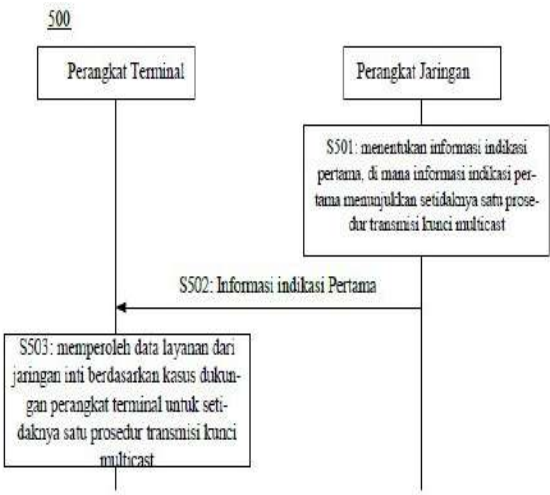 500
Perangkat Terminal
Perangkat Jaringan
S501: menentukan informasi indikasi
pertama, di mana informasi indikasi per-
tama menunjukkan setidaknya satu prose-
dur transmisi kunci multicast
S502: Informasi indikasi Pertama
S503: memperoleh data layanan dari
jaringan inti berdasarkan kasus dukun-
gan perangkat terminal untuk seti-
daknya satu prosedur transmisi kunci
multicast